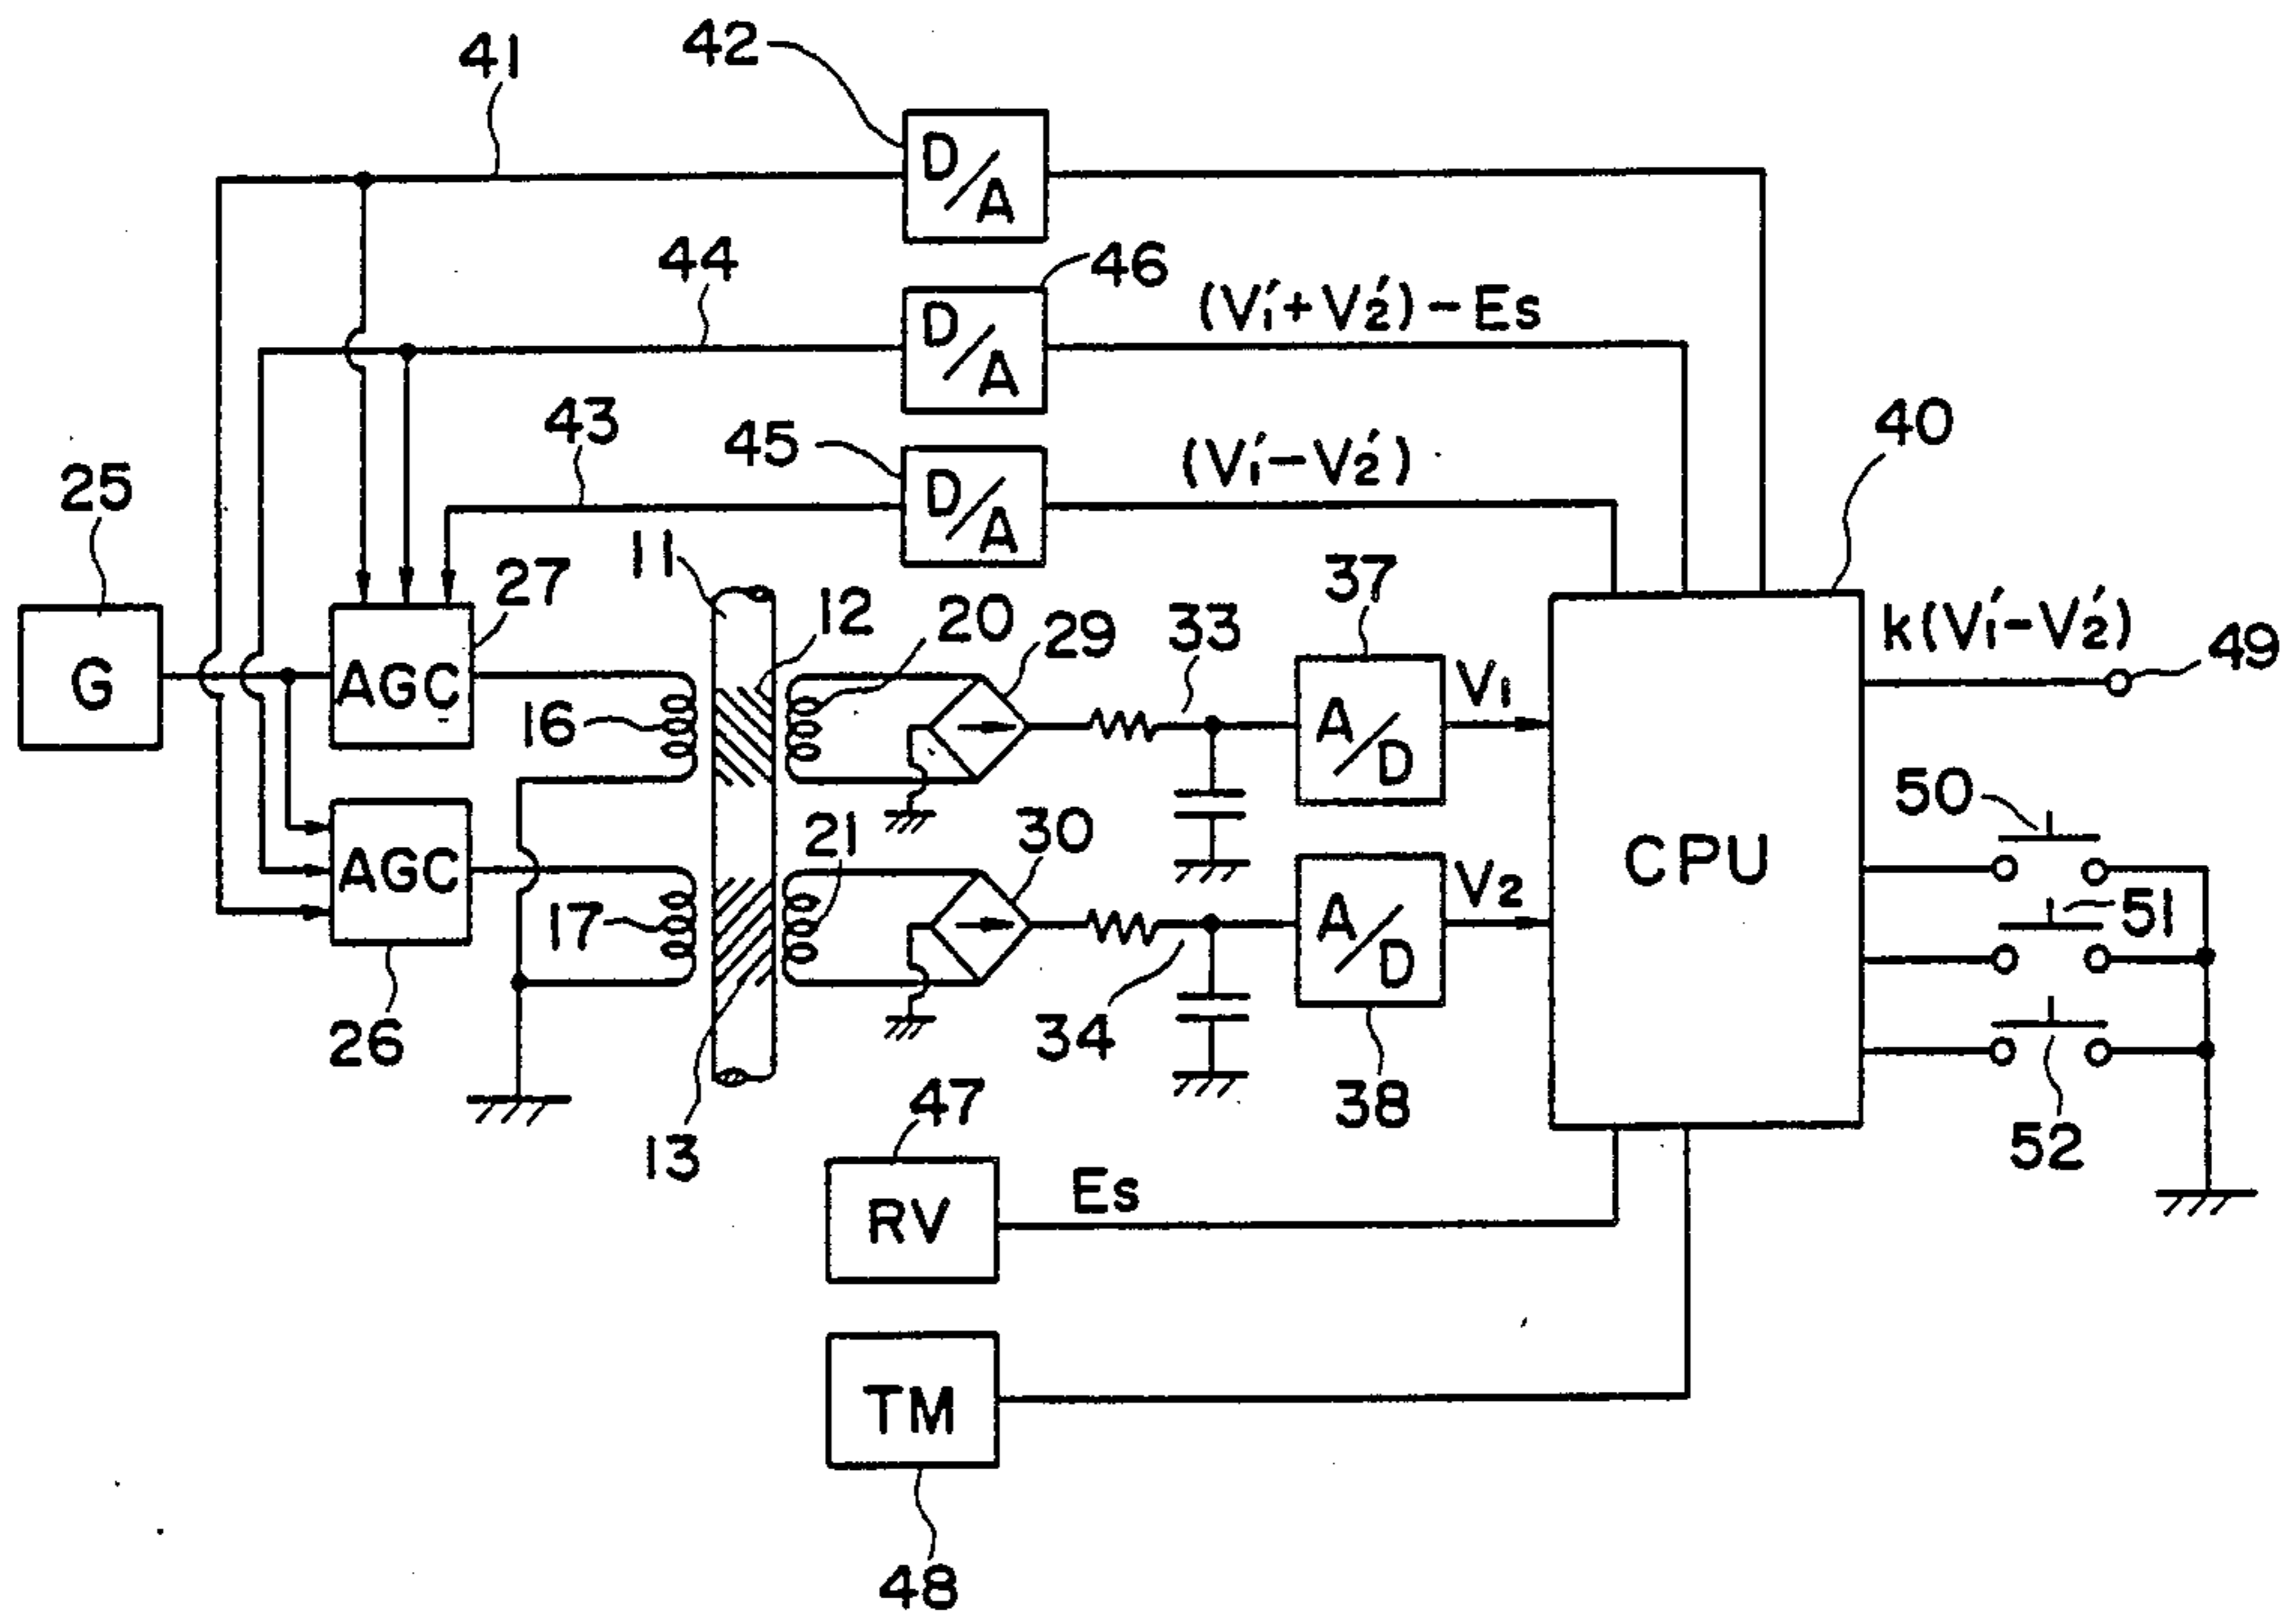 41
42
D/A
44
46
(V₁'+V₂')-Es
D/A
43
45
(V₁'-V₂')
D/A
40
25
G
27
AGC
11
12
20
29
33
37
A/D
V₁
k(V₁'-V₂')
49
16
CPU
50
AGC
26
17
21
30
34
A/D
V₂
38
51
52
13
47
RV
Es
TM
48